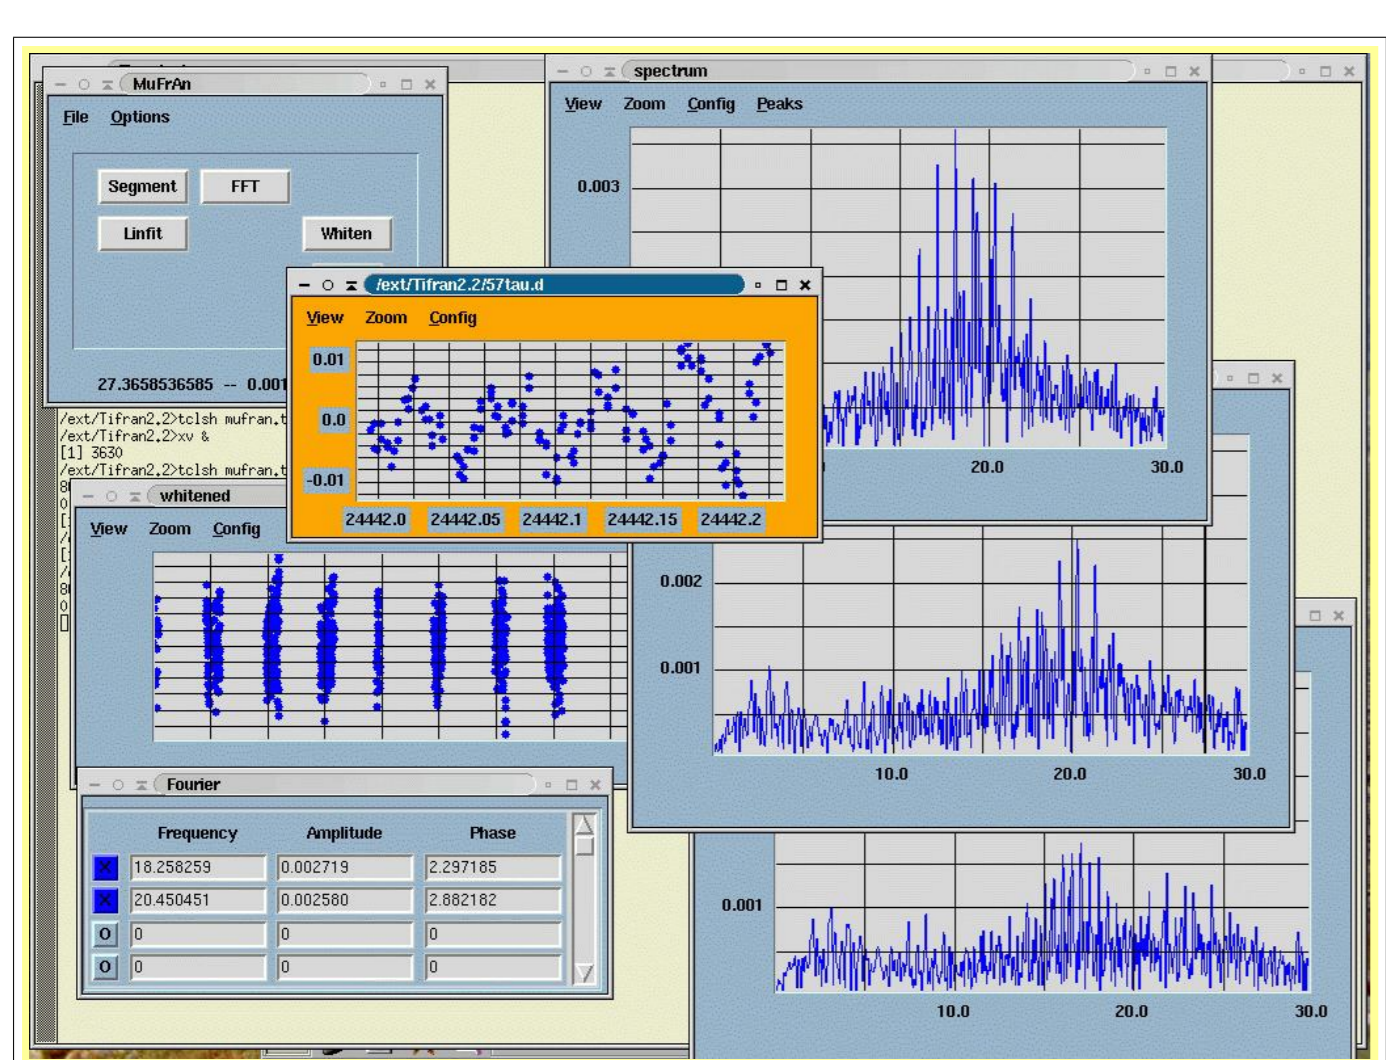 MuFrAn
File Options
Segment FFT
Linfit Whiten
27.3658536585 -- 0.001
/ext/Tifran2.2>tclsh mufran.t
/ext/Tifran2.2>xv &
[1] 3630
/ext/Tifran2.2>tclsh mufran.t
spectrum
View Zoom Config Peaks
0.003
20.0 30.0
/ext/Tifran2.2/57tau.d
View Zoom Config
0.01
0.0
-0.01
24442.0 24442.05 24442.1 24442.15 24442.2
whitened
View Zoom Config
0.002
0.001
10.0 20.0 30.0
Fourier
Frequency Amplitude Phase
X 18.258259 0.002719 2.297185
X 20.450451 0.002580 2.882182
O 0 0 0
O 0 0 0
0.001
10.0 20.0 30.0